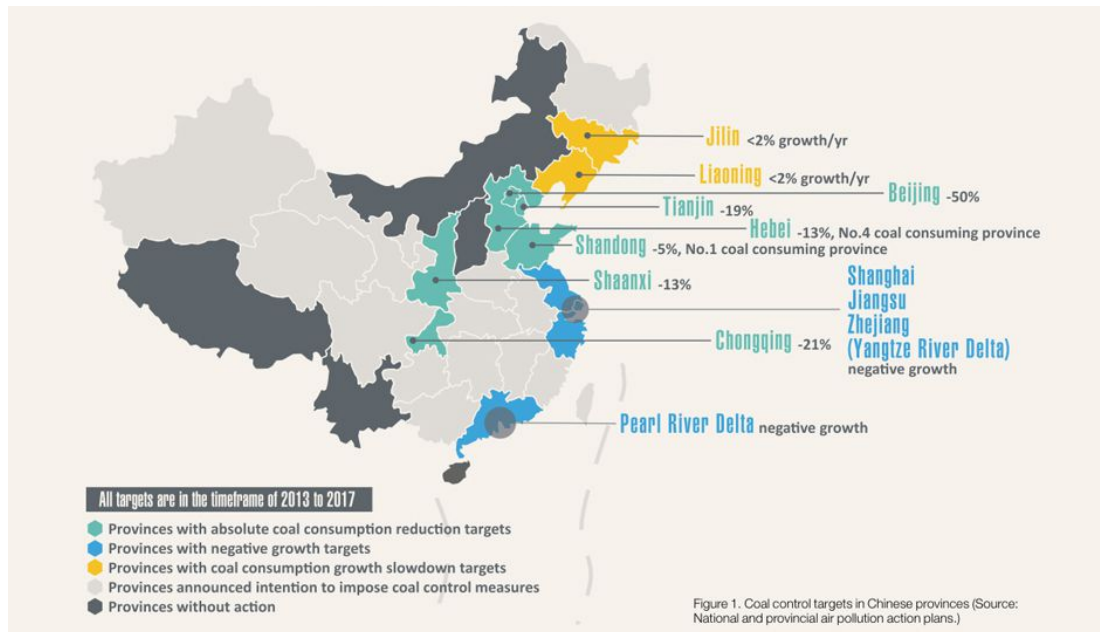 Jilin <2% growth/yr
Liaoning <2% growth/yr
Beijing -50%
Tianjin -19%
Hebei -13%, No.4 coal consuming province
Shandong -5%, No.1 coal consuming province
Shaanxi -13%
Shanghai
Jiangsu
Zhejiang
(Yangtze River Delta)
negative growth
Chongqing -21%
Pearl River Delta negative growth
All targets are in the timeframe of 2013 to 2017
Provinces with absolute coal consumption reduction targets
Provinces with negative growth targets
Provinces with coal consumption growth slowdown targets
Provinces announced intention to impose coal control measures
Provinces without action
Figure 1. Coal control targets in Chinese provinces (Source:
National and provincial air pollution action plans.)